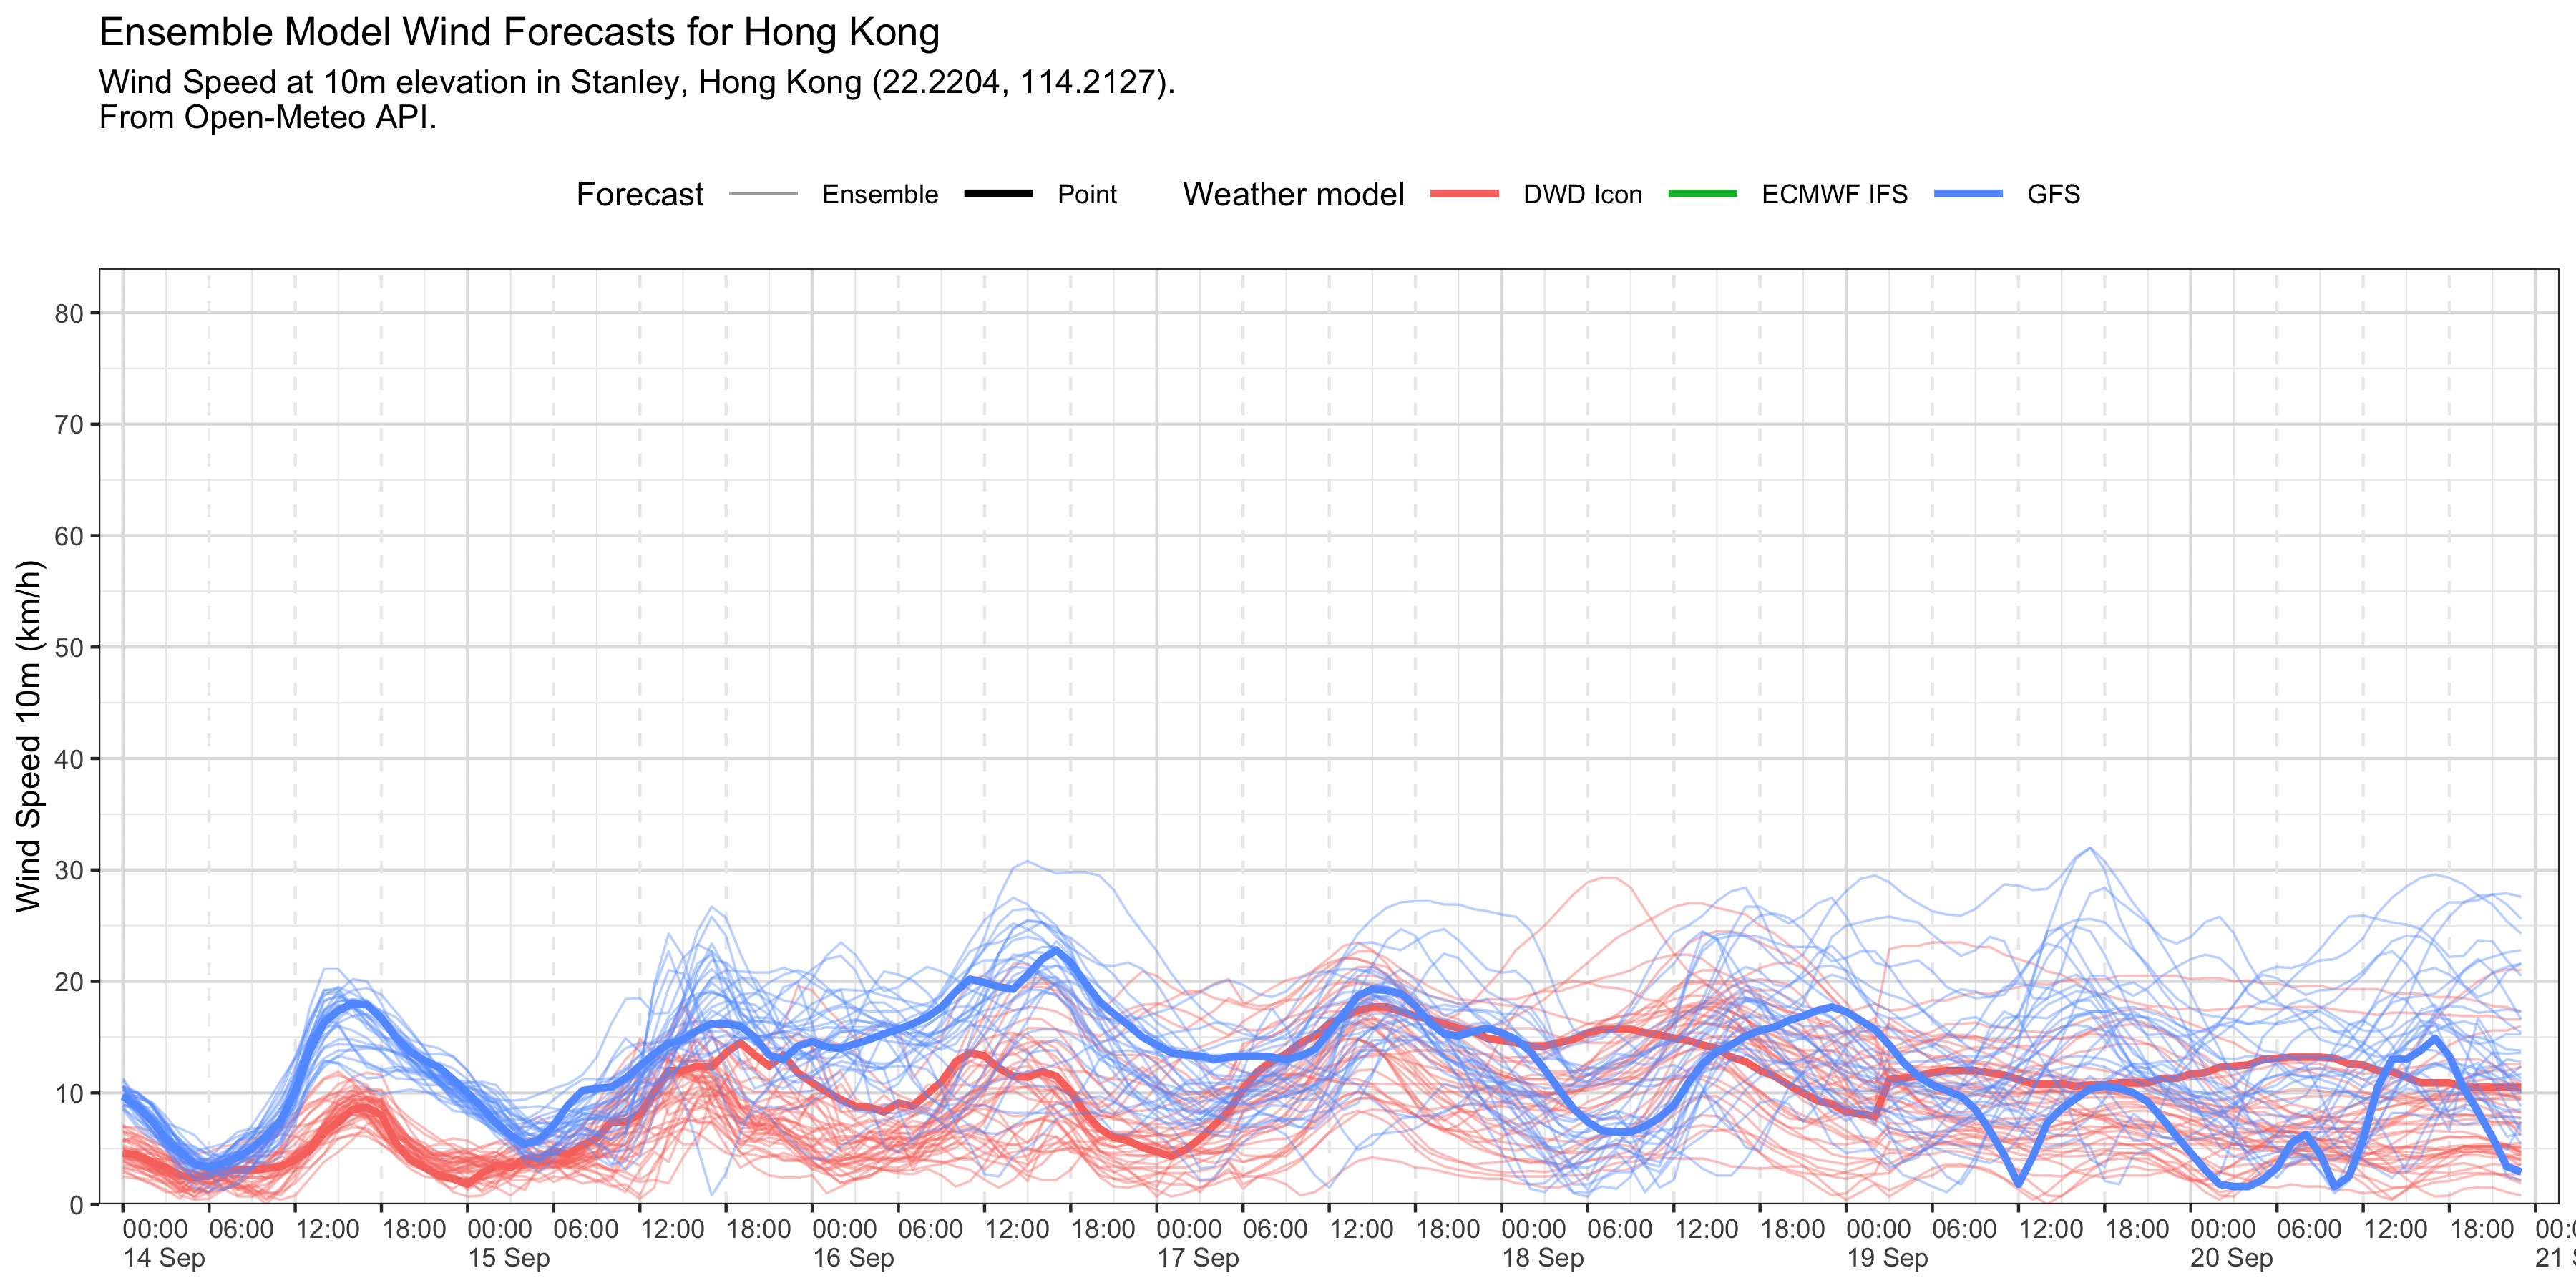 Ensemble Model Wind Forecasts for Hong Kong
Wind Speed at 10m elevation in Stanley, Hong Kong (22.2204, 114.2127).
From Open-Meteo API.
Forecast Ensemble Point Weather model DWD Icon ECMWF IFS GFS
Wind Speed 10m (km/h)
80
70
60
50
40
30
20
10
0
00:00 06:00 12:00 18:00 00:00 06:00 12:00 18:00 00:00 06:00 12:00 18:00 00:00 06:00 12:00 18:00 00:00 06:00 12:00 18:00 00:00 06:00 12:00 18:00 00:00 06:00 12:00 18:00 00:0
14 Sep 15 Sep 16 Sep 17 Sep 18 Sep 19 Sep 20 Sep 21 S